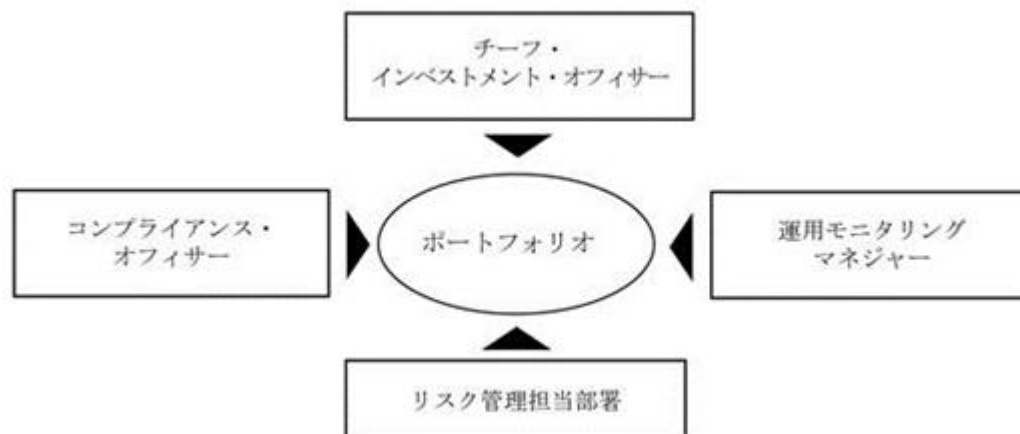 チーフ・
インベストメント・オフィサー
コンプライアンス・
オフィサー
ポートフォリオ
運用モニタリング
マネジャー
リスク管理担当部署